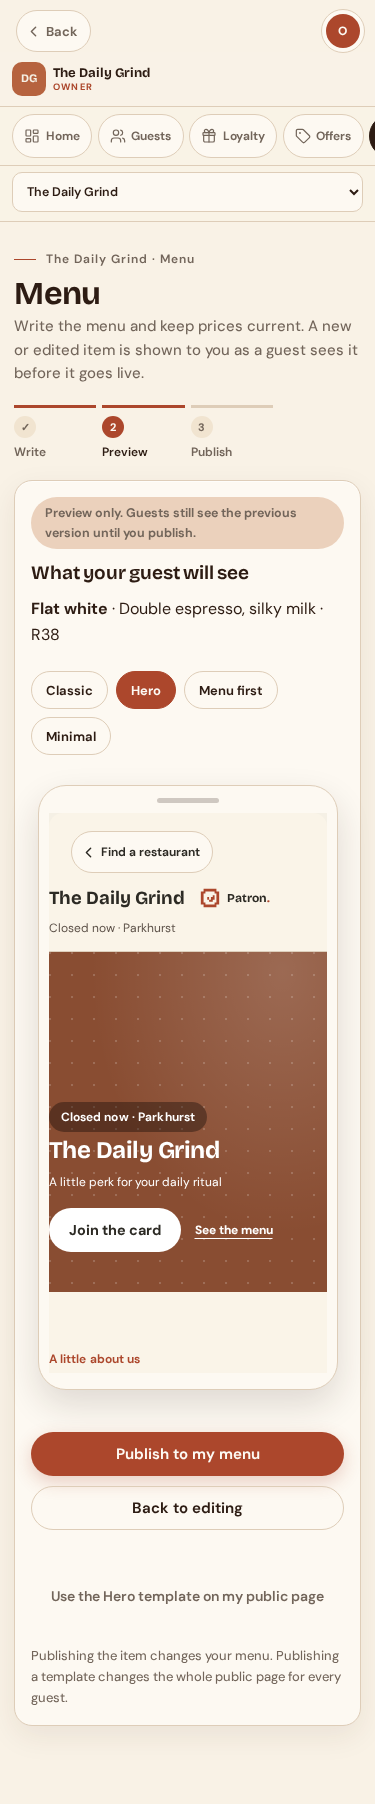 Back
O
DG
The Daily Grind
OWNER
Home
Guests
Loyalty
Offers
The Daily Grind
The Daily Grind · Menu
Menu
Write the menu and keep prices current. A new
or edited item is shown to you as a guest sees it
before it goes live.
✓
2
3
Write
Preview
Publish
Preview only. Guests still see the previous
version until you publish.
What your guest will see
Flat white · Double espresso, silky milk ·
R38
Classic
Hero
Menu first
Minimal
Find a restaurant
The Daily Grind
Patron.
Closed now · Parkhurst
Closed now · Parkhurst
The Daily Grind
A little perk for your daily ritual
Join the card
See the menu
A little about us
Publish to my menu
Back to editing
Use the Hero template on my public page
Publishing the item changes your menu. Publishing
a template changes the whole public page for every
guest.